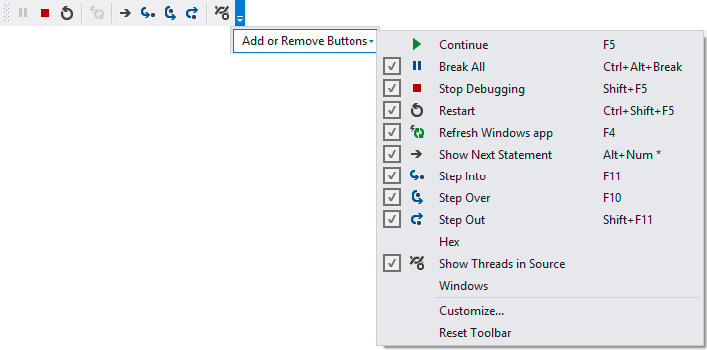 Add or Remove Buttons
Continue F5
Break All Ctrl+Alt+Break
Stop Debugging Shift+F5
Restart Ctrl+Shift+F5
Refresh Windows app F4
Show Next Statement Alt+Num *
Step Into F11
Step Over F10
Step Out Shift+F11
Hex
Show Threads in Source
Windows
Customize...
Reset Toolbar